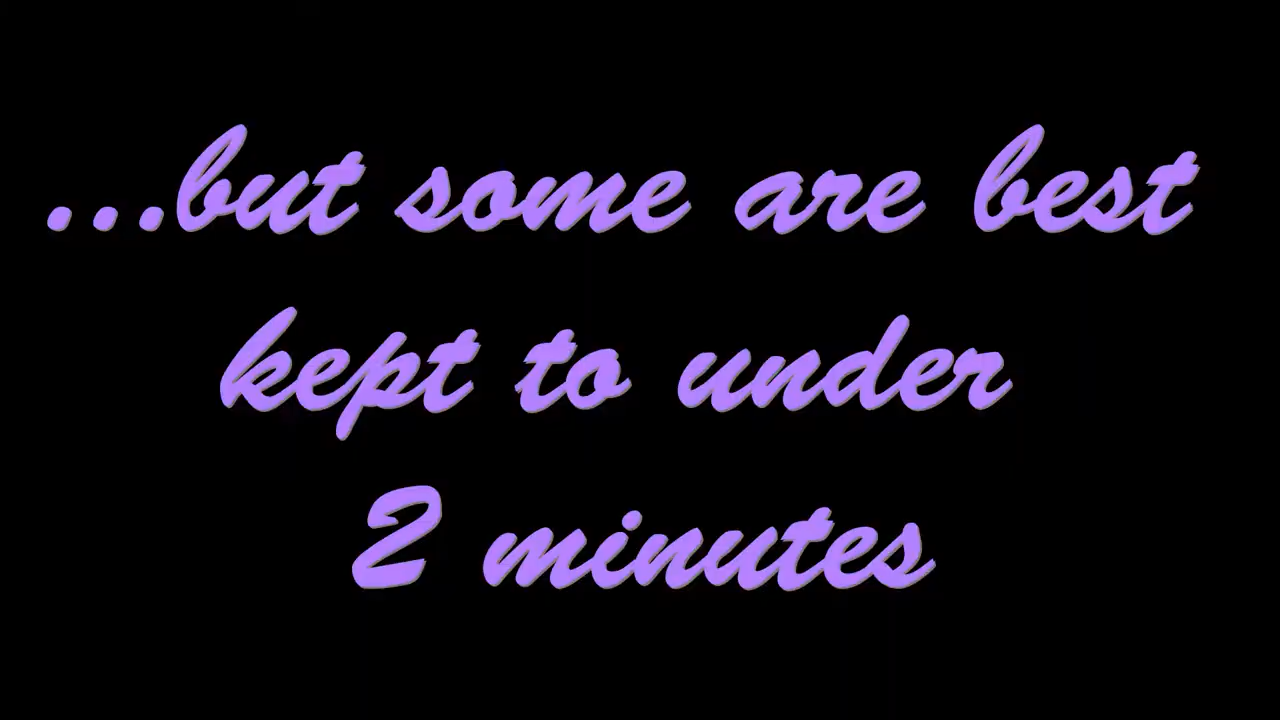 ...but some are best
kept to under
2 minutes